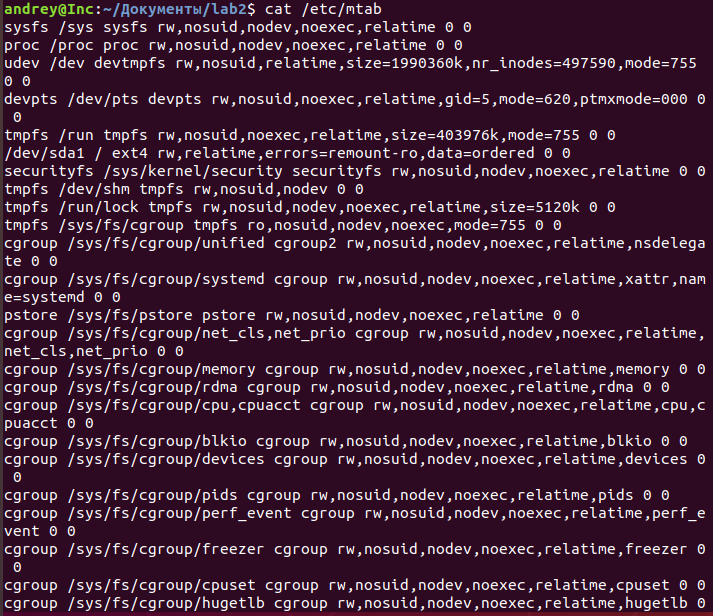 andrey@Inc:~/Документы/lab2$ cat /etc/mtab
sysfs /sys sysfs rw,nosuid,nodev,noexec,relatime 0 0
proc /proc proc rw,nosuid,nodev,noexec,relatime 0 0
udev /dev devtmpfs rw,nosuid,relatime,size=1990360k,nr_inodes=497590,mode=755
0 0
devpts /dev/pts devpts rw,nosuid,noexec,relatime,gid=5,mode=620,ptmxmode=000 0
0
tmpfs /run tmpfs rw,nosuid,noexec,relatime,size=403976k,mode=755 0 0
/dev/sda1 / ext4 rw,relatime,errors=remount-ro,data=ordered 0 0
securityfs /sys/kernel/security securityfs rw,nosuid,nodev,noexec,relatime 0 0
tmpfs /dev/shm tmpfs rw,nosuid,nodev 0 0
tmpfs /run/lock tmpfs rw,nosuid,nodev,noexec,relatime,size=5120k 0 0
tmpfs /sys/fs/cgroup tmpfs ro,nosuid,nodev,noexec,mode=755 0 0
cgroup /sys/fs/cgroup/unified cgroup2 rw,nosuid,nodev,noexec,relatime,nsdelega
te 0 0
cgroup /sys/fs/cgroup/systemd cgroup rw,nosuid,nodev,noexec,relatime,xattr,nam
e=systemd 0 0
pstore /sys/fs/pstore pstore rw,nosuid,nodev,noexec,relatime 0 0
cgroup /sys/fs/cgroup/net_cls,net_prio cgroup rw,nosuid,nodev,noexec,relatime,
net_cls,net_prio 0 0
cgroup /sys/fs/cgroup/memory cgroup rw,nosuid,nodev,noexec,relatime,memory 0 0
cgroup /sys/fs/cgroup/rdma cgroup rw,nosuid,nodev,noexec,relatime,rdma 0 0
cgroup /sys/fs/cgroup/cpu,cpuacct cgroup rw,nosuid,nodev,noexec,relatime,cpu,c
puacct 0 0
cgroup /sys/fs/cgroup/blkio cgroup rw,nosuid,nodev,noexec,relatime,blkio 0 0
cgroup /sys/fs/cgroup/devices cgroup rw,nosuid,nodev,noexec,relatime,devices 0
0
cgroup /sys/fs/cgroup/pids cgroup rw,nosuid,nodev,noexec,relatime,pids 0 0
cgroup /sys/fs/cgroup/perf_event cgroup rw,nosuid,nodev,noexec,relatime,perf_e
vent 0 0
cgroup /sys/fs/cgroup/freezer cgroup rw,nosuid,nodev,noexec,relatime,freezer 0
0
cgroup /sys/fs/cgroup/cpuset cgroup rw,nosuid,nodev,noexec,relatime,cpuset 0 0
cgroup /sys/fs/cgroup/hugetlb cgroup rw,nosuid,nodev,noexec,relatime,hugetlb 0